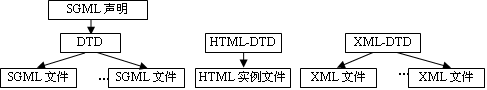 SGML 声明
DTD
HTML-DTD
XML-DTD
SGML 文件
...
SGML 文件
HTML 实例文件
XML 文件
...
XML 文件